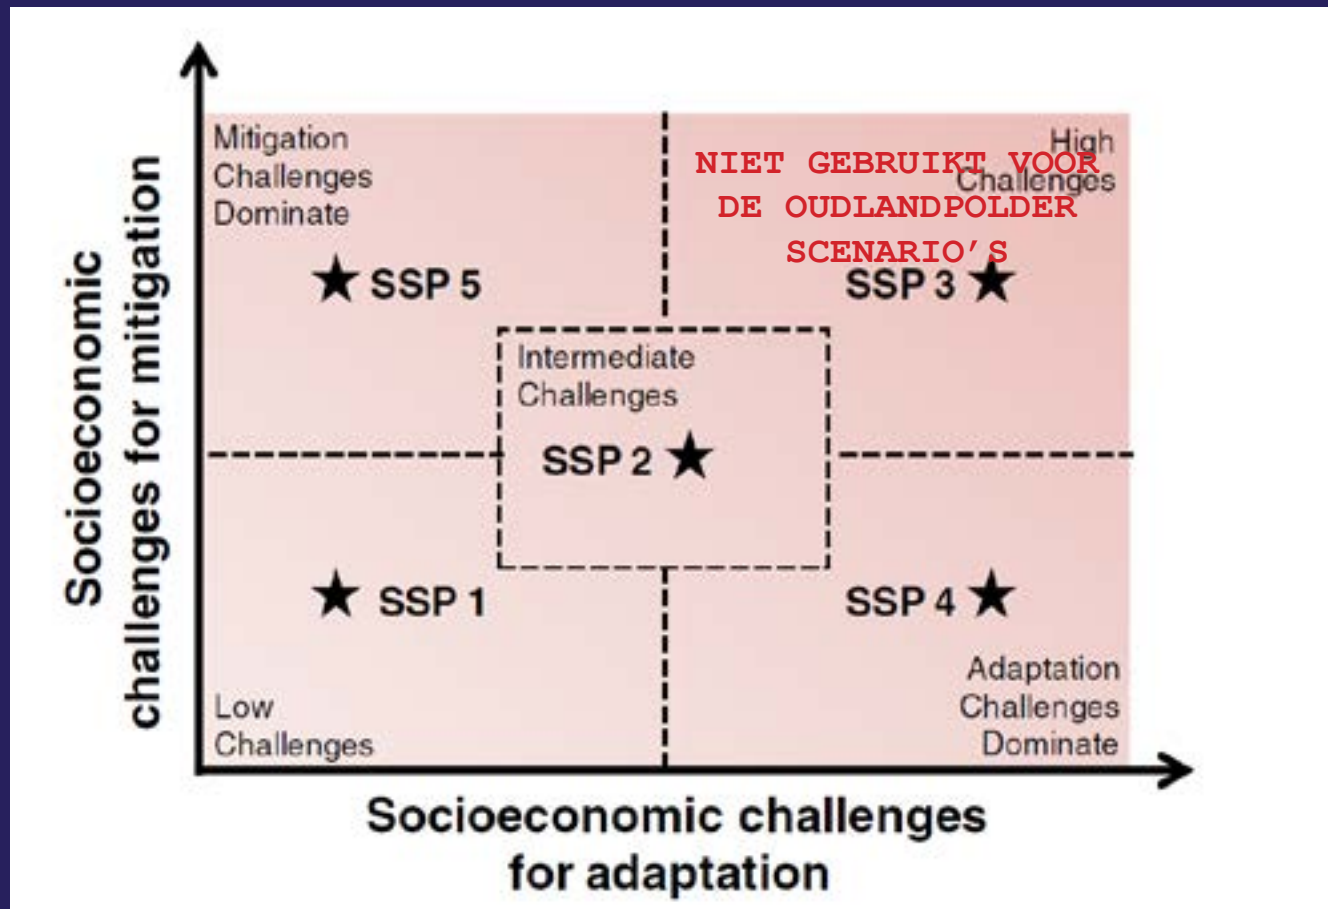 Socioeconomic
challenges for mitigation
Mitigation
Challenges
Dominate
SSP 5
High
Challenges
NIET GEBRUIKT VOOR
DE OUDLANDPOLDER
SCENARIO’S
SSP 3
Intermediate
Challenges
SSP 2
SSP 1
Low
Challenges
SSP 4
Adaptation
Challenges
Dominate
Socioeconomic challenges
for adaptation